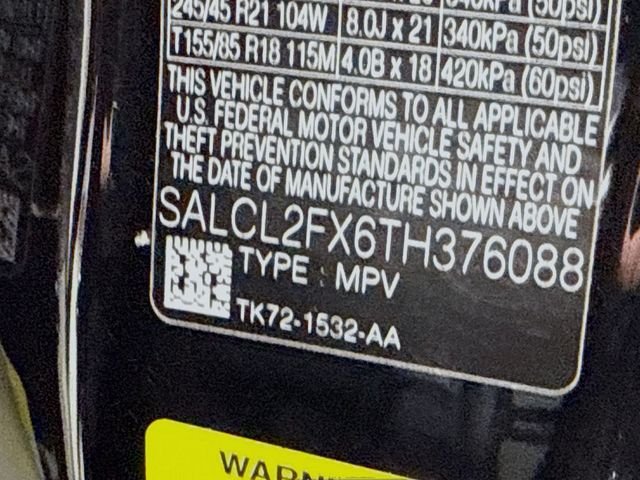 340kPa (50psi)
245/45 R21 104W 8.0J x 21 340kPa (50psi)
T155/85 R18 115M 4.0B x 18 420kPa (60psi)
THIS VEHICLE CONFORMS TO ALL APPLICABLE
U.S. FEDERAL MOTOR VEHICLE SAFETY AND
THEFT PREVENTION STANDARDS IN EFFECT ON
THE DATE OF MANUFACTURE SHOWN ABOVE
SALCL2FX6TH376088
TYPE : MPV
TK72-1532-AA